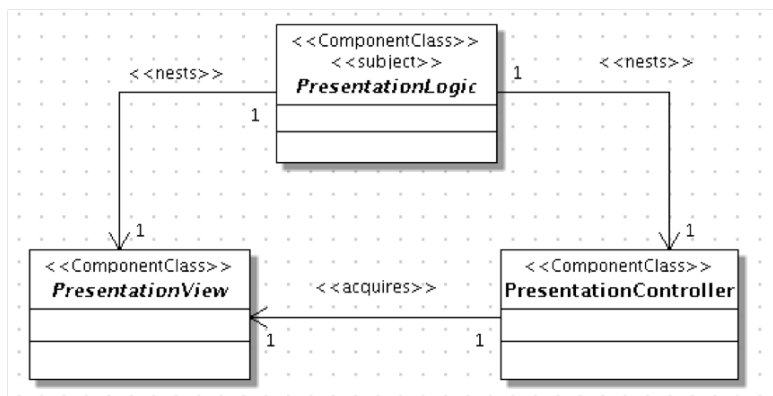 <<ComponentClass>>
<<subject>>
PresentationLogic
<<nests>>
1
<<nests>>
1
1
1
<<ComponentClass>>
PresentationView
<<acquires>>
1
1
<<ComponentClass>>
PresentationController